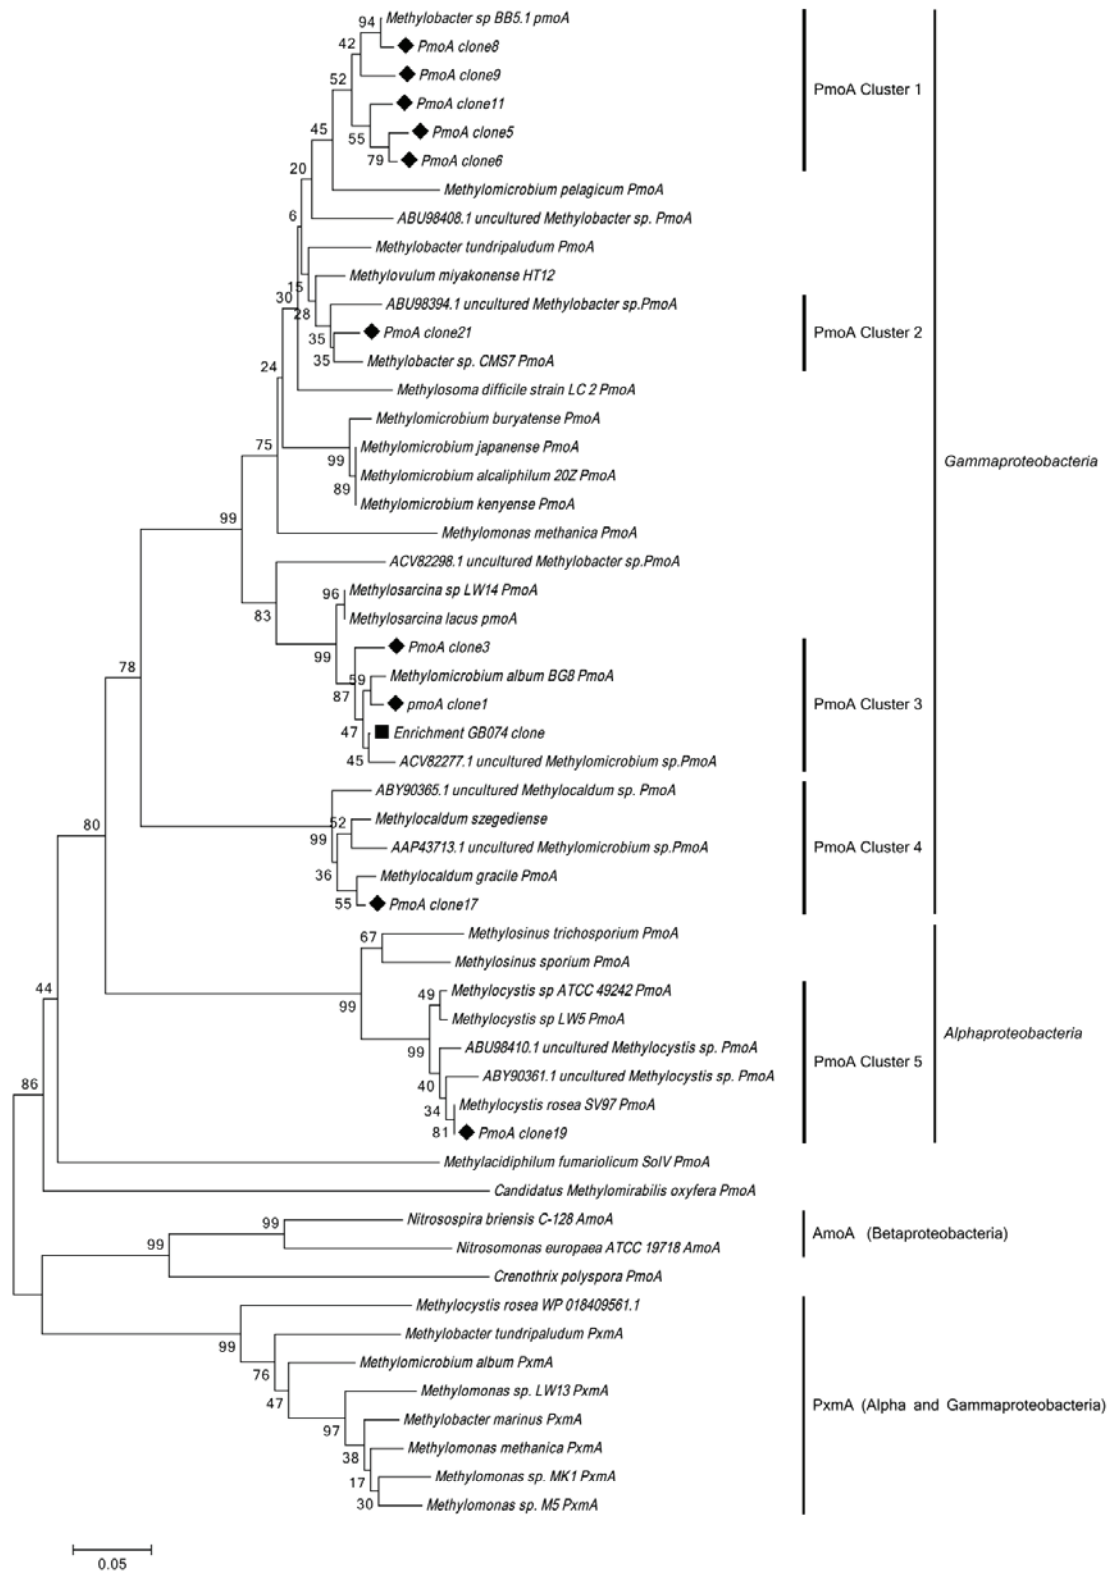 Methylobacter sp BB5.1 pmoA
94
PmoA clone8
42
PmoA clone9
52
PmoA Cluster 1
PmoA clone11
45
55
PmoA clone5
79
PmoA clone6
20
Methylomicrobium pelagicum PmoA
6
ABU98408.1 uncultured Methylobacter sp. PmoA
Methylobacter tundripaludum PmoA
15
Methylovulum miyakonense HT12
30
28
ABU98394.1 uncultured Methylobacter sp.PmoA
35
PmoA clone21
PmoA Cluster 2
35
Methylobacter sp. CMS7 PmoA
24
Methylosoma difficile strain LC 2 PmoA
Methylomicrobium buryatense PmoA
75
Methylomicrobium japanense PmoA
99
Gammaproteobacteria
Methylomicrobium alcaliphilum 20Z PmoA
89
Methylomicrobium kenyense PmoA
99
Methylomonas methanica PmoA
ACV82298.1 uncultured Methylobacter sp.PmoA
96
Methylosarcina sp LW14 PmoA
83
Methylosarcina lacus pmoA
99
PmoA clone3
78
59
Methylomicrobium album BG8 PmoA
87
pmoA clone1
PmoA Cluster 3
47
Enrichment GB074 clone
45
ACV82277.1 uncultured Methylomicrobium sp.PmoA
ABY90365.1 uncultured Methylocaldum sp. PmoA
80
52
Methylocaldum szegediense
99
AAP43713.1 uncultured Methylomicrobium sp.PmoA
PmoA Cluster 4
36
Methylocaldum gracile PmoA
55
PmoA clone17
67
Methylosinus trichosporium PmoA
Methylosinus sporium PmoA
44
99
49
Methylocystis sp ATCC 49242 PmoA
Methylocystis sp LW5 PmoA
Alphaproteobacteria
99
ABU98410.1 uncultured Methylocystis sp. PmoA
PmoA Cluster 5
40
ABY90361.1 uncultured Methylocystis sp. PmoA
86
34
Methylocystis rosea SV97 PmoA
81
PmoA clone19
Methylacidiphilum fumariolicum SolV PmoA
Candidatus Methylomirabilis oxyfera PmoA
99
Nitrosospira briensis C-128 AmoA
AmoA (Betaproteobacteria)
99
Nitrosomonas europaea ATCC 19718 AmoA
Crenothrix polyspora PmoA
Methylocystis rosea WP 018409561.1
99
Methylobacter tundripaludum PxmA
76
Methylomicrobium album PxmA
47
Methylomonas sp. LW13 PxmA
97
Methylobacter marinus PxmA
PxmA (Alpha and Gammaproteobacteria)
38
Methylomonas methanica PxmA
17
Methylomonas sp. MK1 PxmA
30
Methylomonas sp. M5 PxmA
0.05